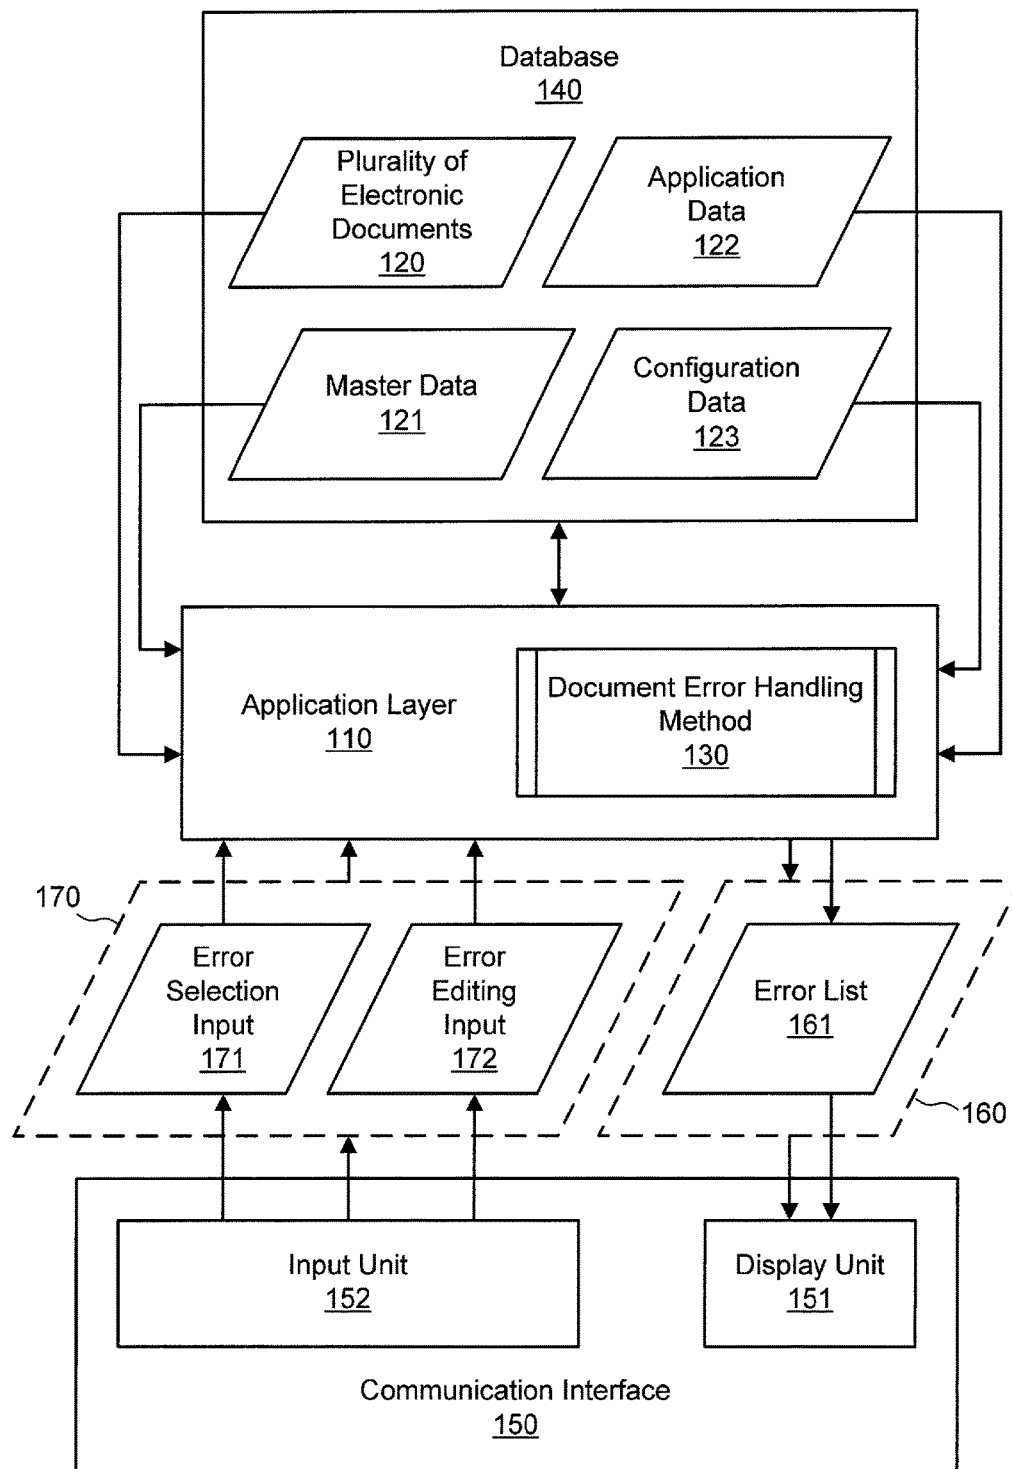 Database
140
Plurality of
Electronic
Documents
120
Application
Data
122
Master Data
121
Configuration
Data
123
Application Layer
110
Document Error Handling
Method
130
170
Error
Selection
Input
171
Error
Editing
Input
172
Error List
161
160
Input Unit
152
Display Unit
151
Communication Interface
150